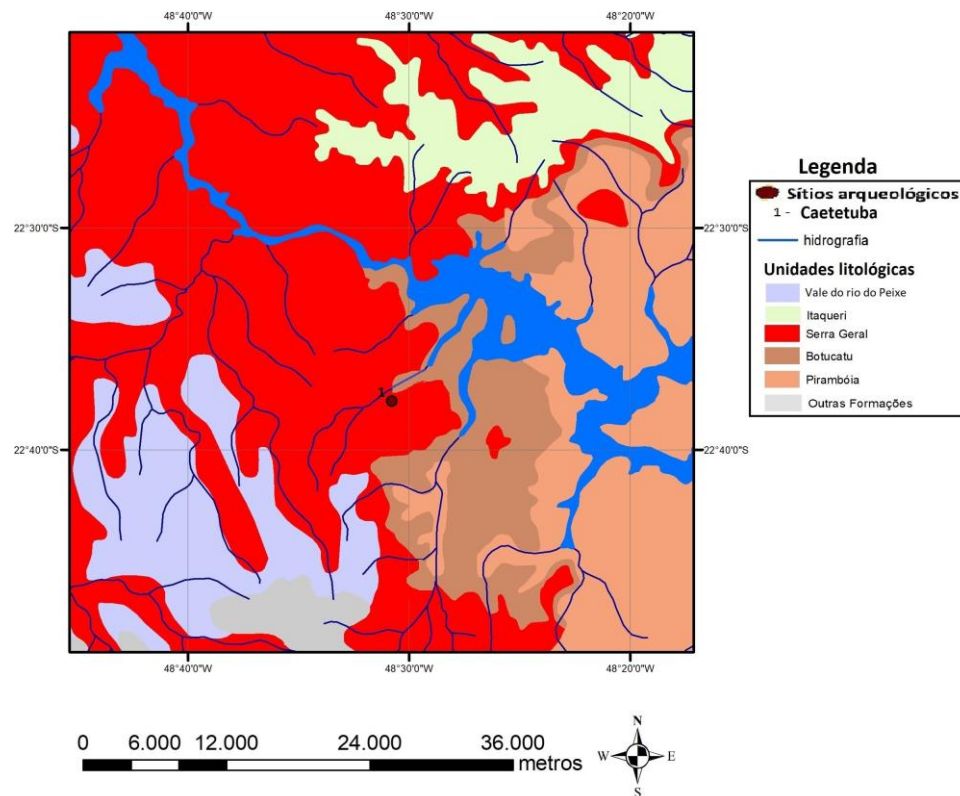 48°40'0"W 48°30'0"W 48°20'0"W
22°30'0"S 22°30'0"S
22°40'0"S 22°40'0"S
1
48°40'0"W 48°30'0"W 48°20'0"W
Legenda
Sítios arqueológicos
1 - Caetetuba
hidrografia
Unidades litológicas
Vale do rio do Peixe
Itaqueri
Serra Geral
Botucatu
Pirambóia
Outras Formações
0 6.000 12.000 24.000 36.000
metros
N
W E
S